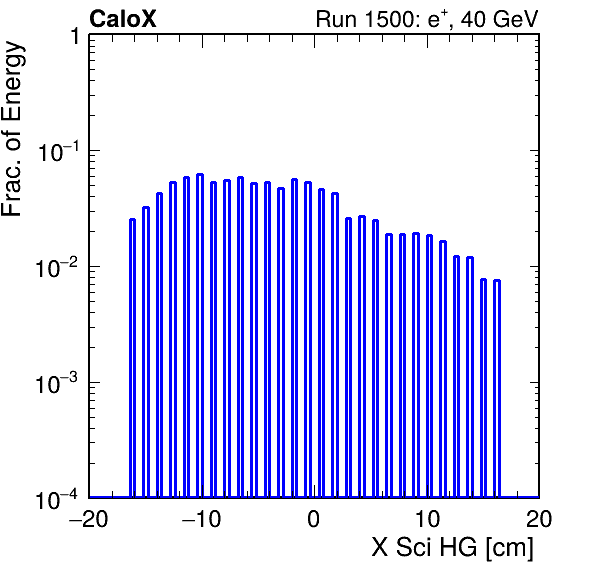 CaloX Run 1500: e⁺, 40 GeV
Frac. of Energy
1
10⁻¹
10⁻²
10⁻³
10⁻⁴
−20 −10 0 10 20
X Sci HG [cm]